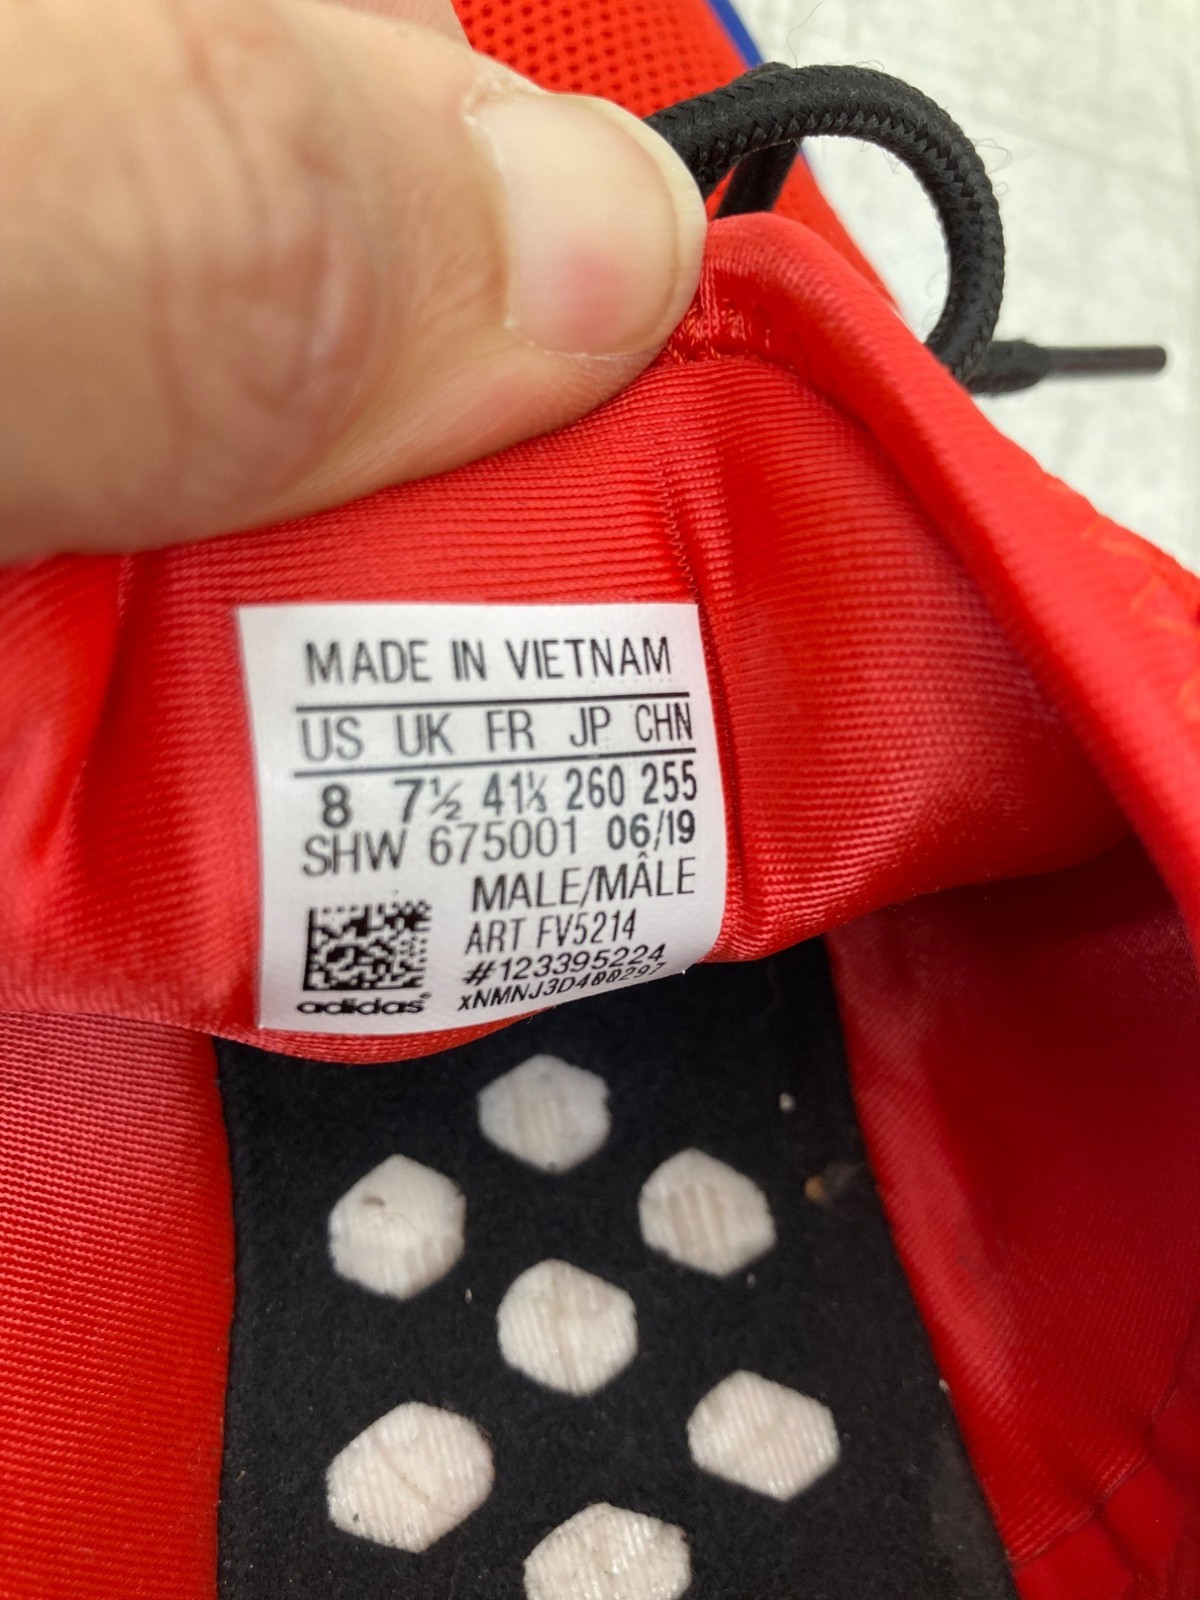 MADE IN VIETNAM
US UK FR JP CHN
8 7½ 41⅓ 260 255
SHW 675001 06/19
MALE/MÂLE
ART FV5214
#123395224
xNMNJ3D400297
adidas